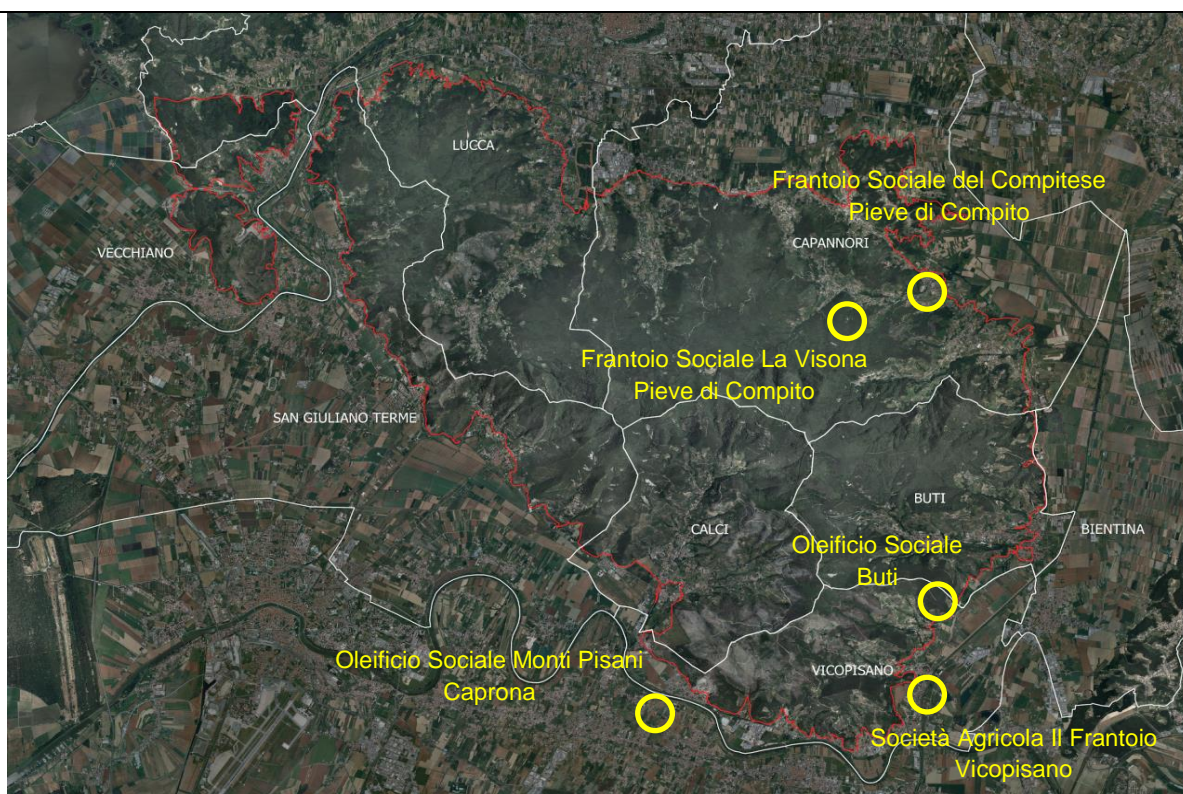 LUCCA
Frantoio Sociale del Compitese
Pieve di Compito
CAPANNORI
VECCHIANO
Frantoio Sociale La Visona
Pieve di Compito
SAN GIULIANO TERME
BUTI
CALCI
BIENTINA
Oleificio Sociale
Buti
Oleificio Sociale Monti Pisani
Caprona
VICOPISANO
Società Agricola Il Frantoio
Vicopisano